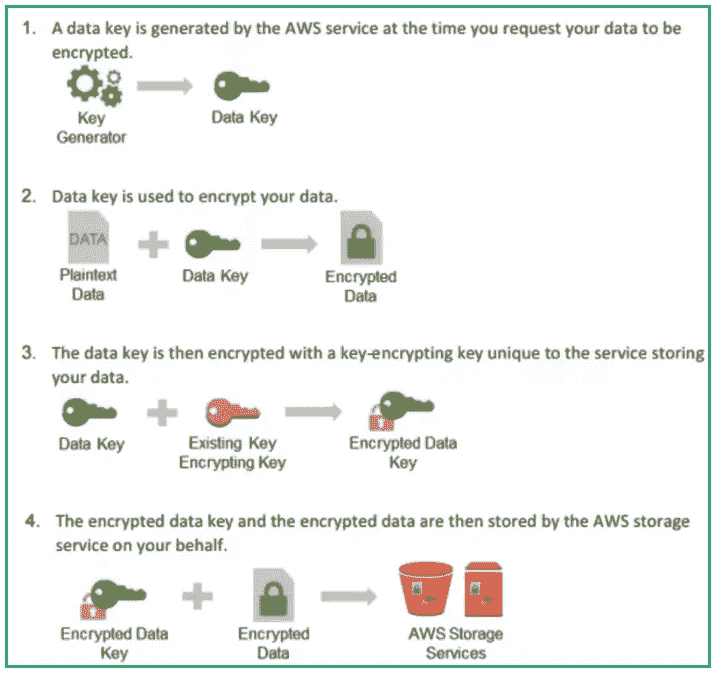 1. A data key is generated by the AWS service at the time you request your data to be
encrypted.
Key
Generator
Data Key
2. Data key is used to encrypt your data.
DATA
Plaintext
Data
Data Key
Encrypted
Data
3. The data key is then encrypted with a key-encrypting key unique to the service storing
your data.
Data Key
Existing Key
Encrypting Key
Encrypted Data
Key
4. The encrypted data key and the encrypted data are then stored by the AWS storage
service on your behalf.
Encrypted Data
Key
Encrypted
Data
AWS Storage
Services